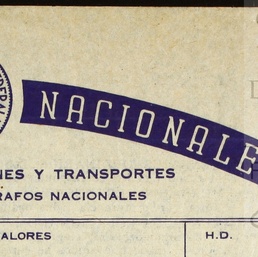 NACIONALE
NES Y TRANSPORTES
RAFOS NACIONALES
ALORES
H.D.